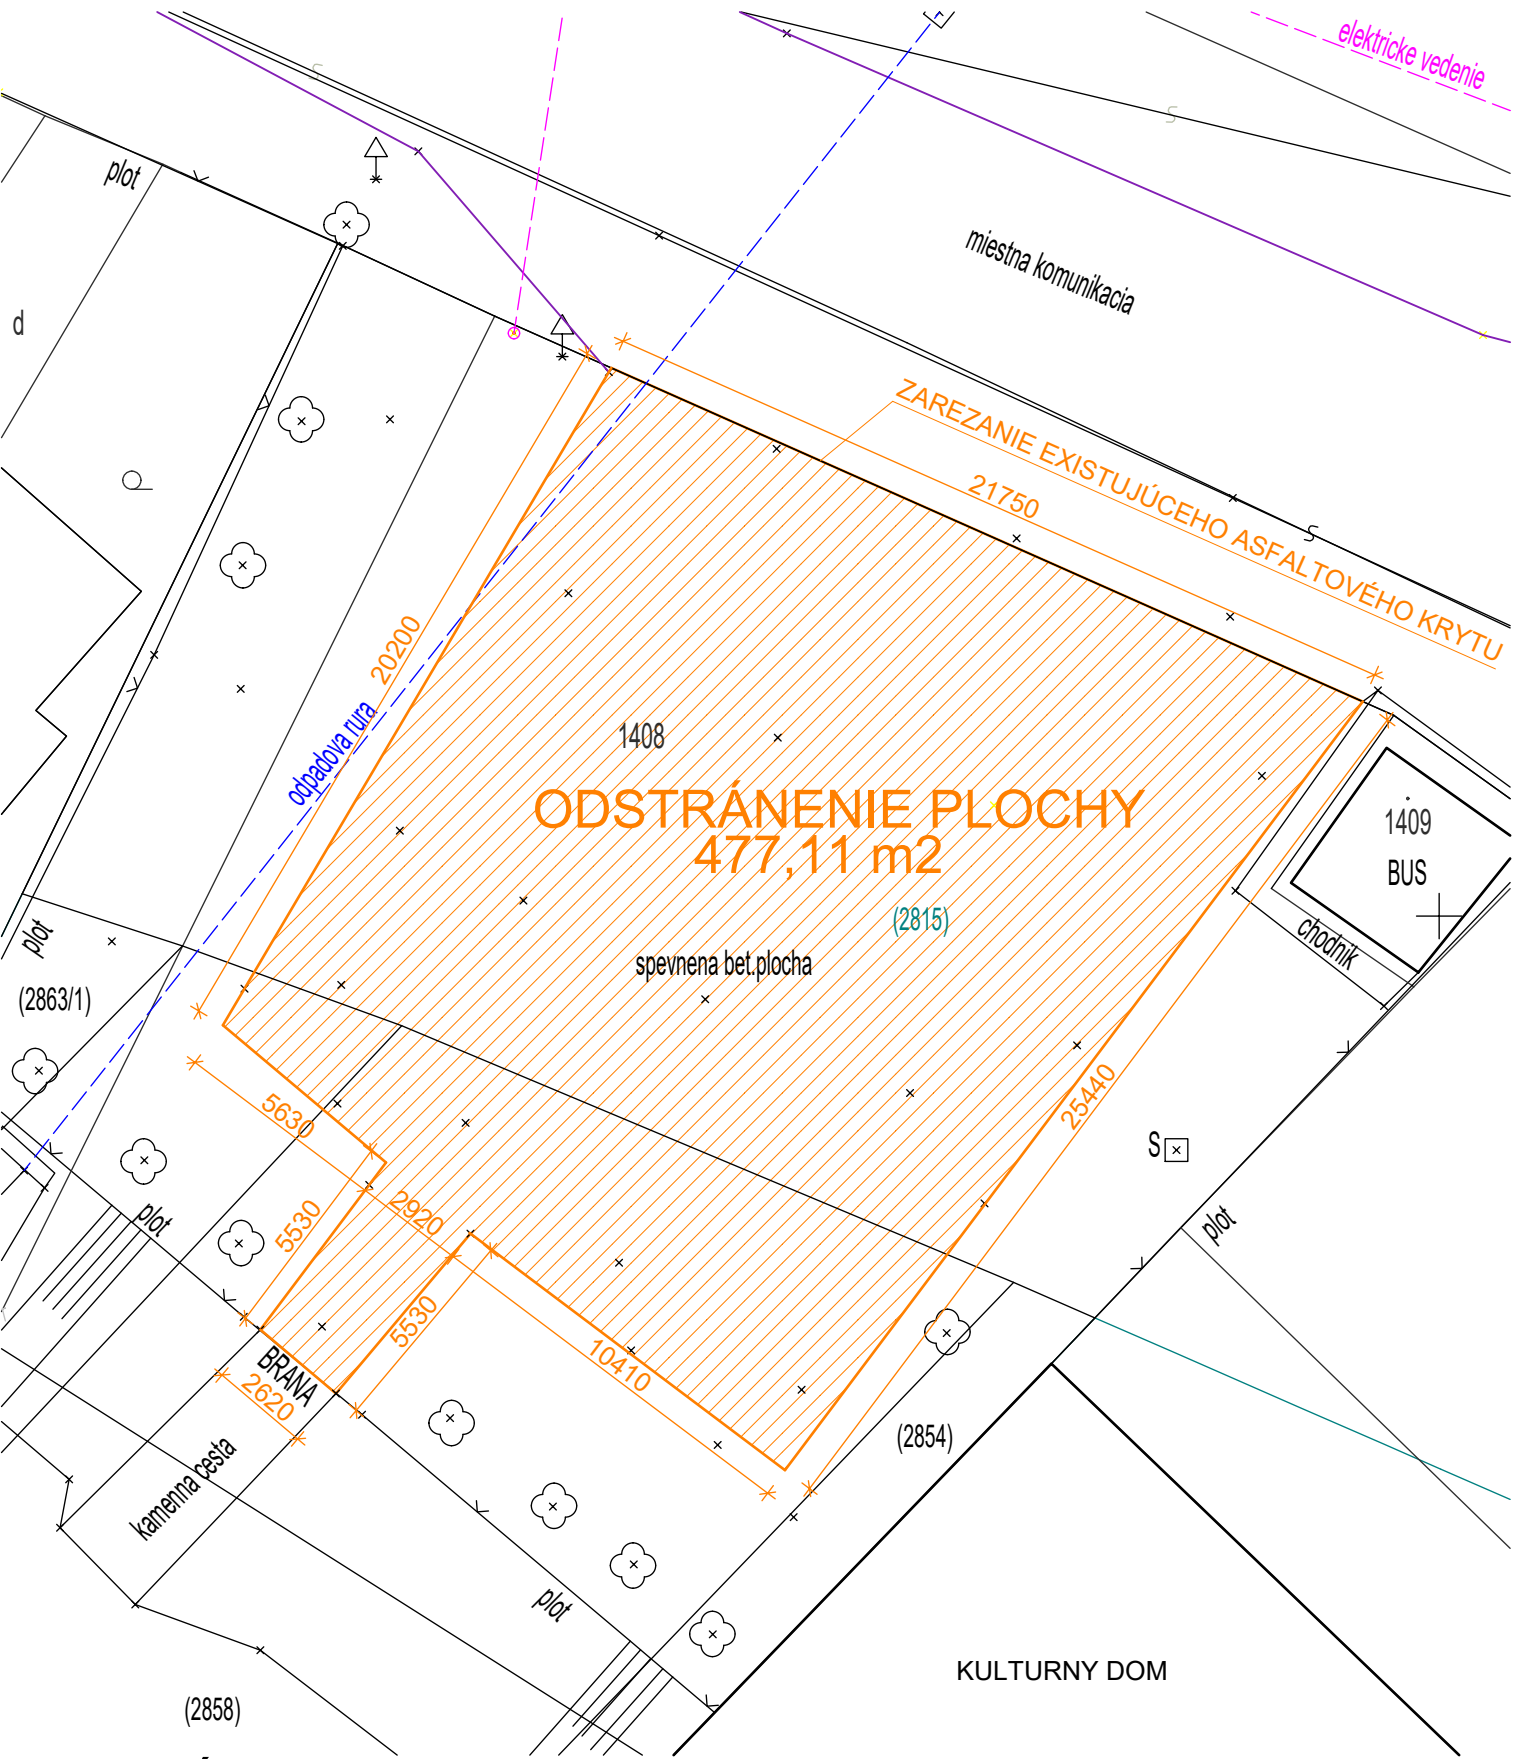 elektricke vedenie
plot
miestna komunikacia
d
ZAREZANIE EXISTUJÚCEHO ASFALTOVÉHO KRYTU
21750
20200
odpadova rura
1408
ODSTRÁNENIE PLOCHY
477,11 m2
1409
BUS
(2815)
chodnik
plot
spevnena bet.plocha
(2863/1)
25440
5630
S
2920
plot
plot
5530
5530
BRANA
10410
2620
(2854)
kamenna cesta
plot
KULTURNY DOM
(2858)